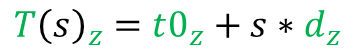 T(s)z = t0z + s * dz